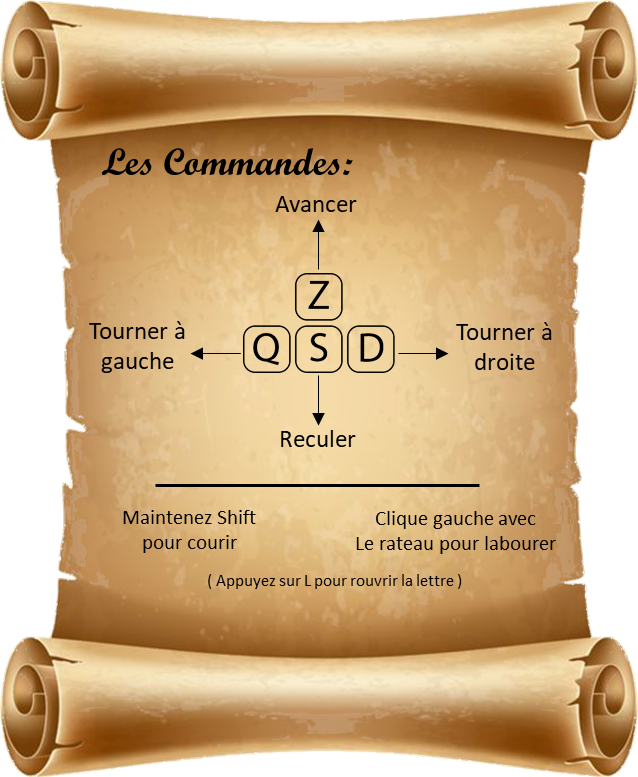 Les Commandes:
Avancer
Z
Tourner à
gauche
Q S D
Tourner à
droite
Reculer
Maintenez Shift
pour courir
Clique gauche avec
Le rateau pour labourer
( Appuyez sur L pour rouvrir la lettre )